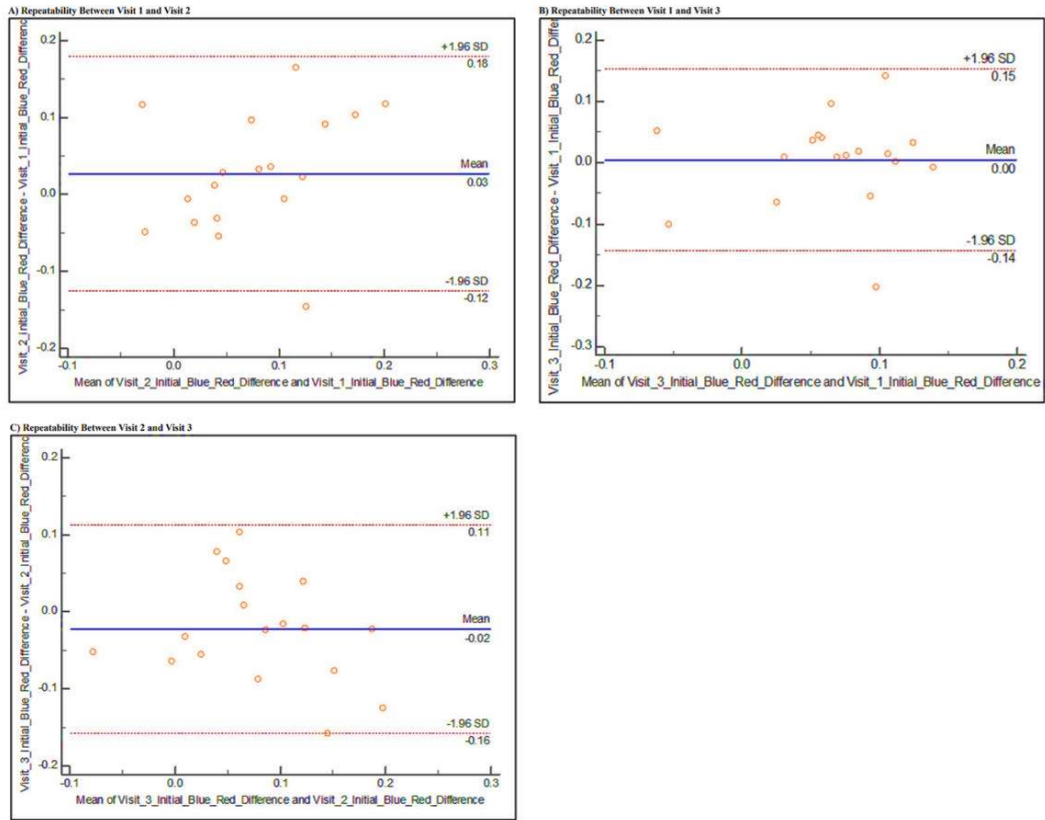 A) Repeatability Between Visit 1 and Visit 2
Visit_2_Initial_Blue_Red_Difference - Visit_1_Initial_Blue_Red_Differenc
0.2
0.1
0.0
-0.1
-0.2
+1.96 SD
0.18
Mean
0.03
-1.96 SD
-0.12
-0.1 0.0 0.1 0.2 0.3
Mean of Visit_2_Initial_Blue_Red_Difference and Visit_1_Initial_Blue_Red_Difference
B) Repeatability Between Visit 1 and Visit 3
Visit_3_Initial_Blue_Red_Difference - Visit_1_Initial_Blue_Red_Differenc
0.2
0.1
0.0
-0.1
-0.2
-0.3
+1.96 SD
0.15
Mean
0.00
-1.96 SD
-0.14
-0.1 0.0 0.1 0.2
Mean of Visit_3_Initial_Blue_Red_Difference and Visit_1_Initial_Blue_Red_Difference
C) Repeatability Between Visit 2 and Visit 3
Visit_3_Initial_Blue_Red_Difference - Visit_2_Initial_Blue_Red_Differenc
0.2
0.1
0.0
-0.1
-0.2
+1.96 SD
0.11
Mean
-0.02
-1.96 SD
-0.16
-0.1 0.0 0.1 0.2 0.3
Mean of Visit_3_Initial_Blue_Red_Difference and Visit_2_Initial_Blue_Red_Difference